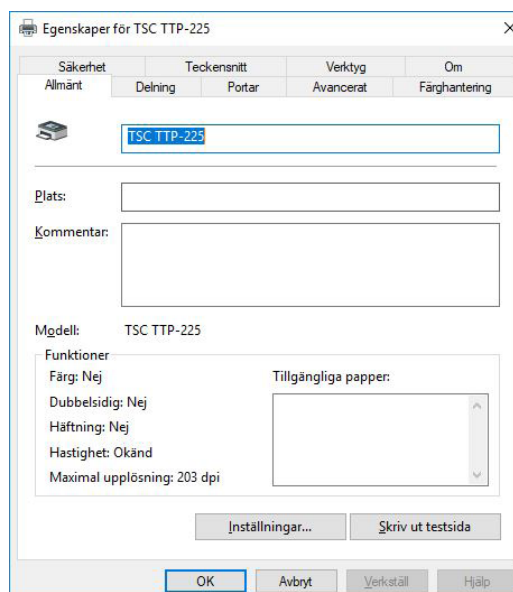 Egenskaper för TSC TTP-225
Säkerhet Teckensnitt Verktyg Om
Allmänt Delning Portar Avancerat Färghantering
TSC TTP-225
Plats:
Kommentar:
Modell: TSC TTP-225
Funktioner
Färg: Nej Tillgängliga papper:
Dubbelsidig: Nej
Häftning: Nej
Hastighet: Okänd
Maximal upplösning: 203 dpi
Inställningar... Skriv ut testsida
OK Avbryt Verkställ Hjälp